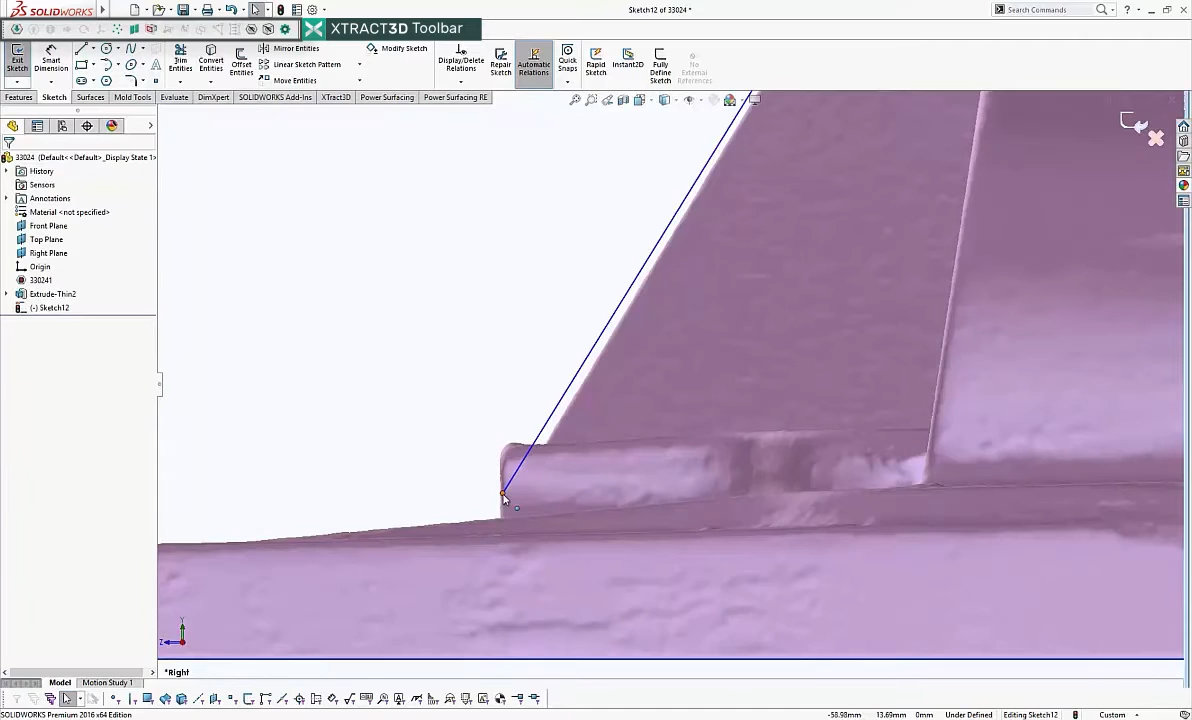 SOLIDWORKS
Sketch12 of 33024 *
Search Commands
XTRACT3D Toolbar
Exit Sketch
Smart Dimension
Trim Entities
Convert Entities
Offset Entities
Mirror Entities
Linear Sketch Pattern
Move Entities
Modify Sketch
Display/Delete Relations
Repair Sketch
Automatic Relations
Quick Snaps
Rapid Sketch
Instant2D
Fully Define Sketch
No External References
Features
Sketch
Surfaces
Mold Tools
Evaluate
DimXpert
SOLIDWORKS Add-Ins
XTract3D
Power Surfacing
Power Surfacing RE
33024 (Default<<Default>_Display State 1>
History
Sensors
Annotations
Material <not specified>
Front Plane
Top Plane
Right Plane
Origin
330241
Extrude-Thin2
(-) Sketch12
Y
Z
*Right
Model
Motion Study 1
SOLIDWORKS Premium 2016 x64 Edition
-58.98mm
13.69mm
0mm
Under Defined
Editing Sketch12
Custom